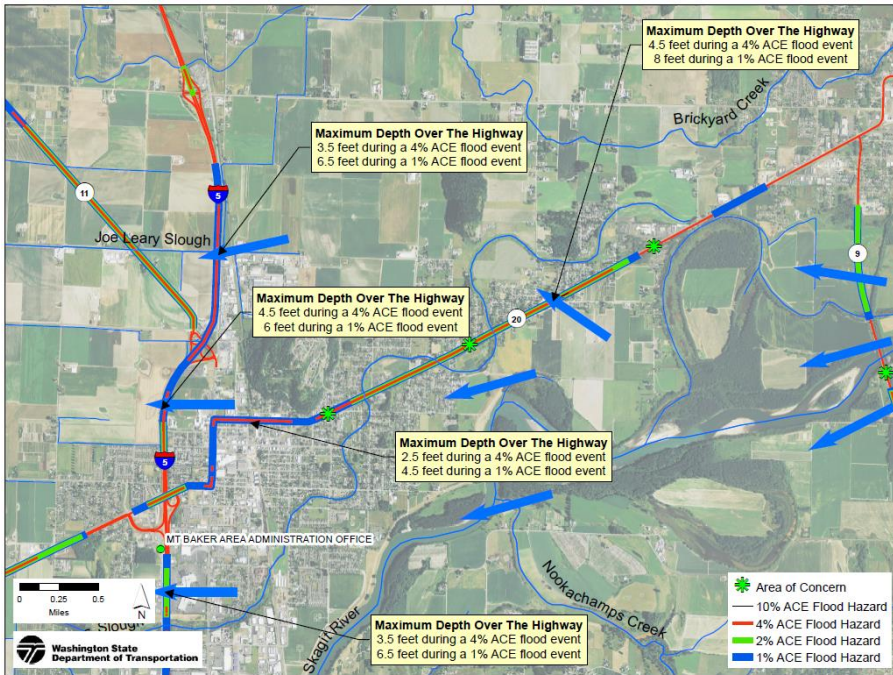 Maximum Depth Over The Highway
4.5 feet during a 4% ACE flood event
8 feet during a 1% ACE flood event
Brickyard Creek
Maximum Depth Over The Highway
3.5 feet during a 4% ACE flood event
6.5 feet during a 1% ACE flood event
11
5
Joe Leary Slough
9
Maximum Depth Over The Highway
4.5 feet during a 4% ACE flood event
6 feet during a 1% ACE flood event
20
Maximum Depth Over The Highway
2.5 feet during a 4% ACE flood event
4.5 feet during a 1% ACE flood event
5
MT BAKER AREA ADMINISTRATION OFFICE
Nookachamps Creek
Skagit River
Slough
0 0.25 0.5
Miles
N
Washington State
Department of Transportation
Maximum Depth Over The Highway
3.5 feet during a 4% ACE flood event
6.5 feet during a 1% ACE flood event
Area of Concern
10% ACE Flood Hazard
4% ACE Flood Hazard
2% ACE Flood Hazard
1% ACE Flood Hazard